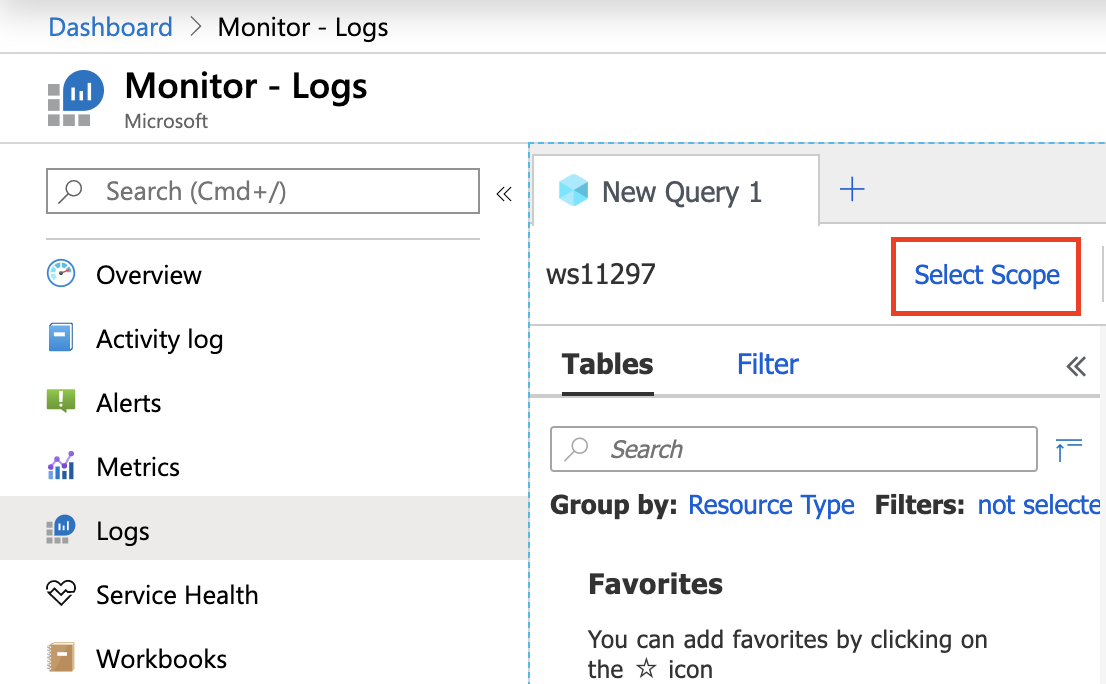 Dashboard > Monitor - Logs
Monitor - Logs
Microsoft
Search (Cmd+/)
«
Overview
Activity log
Alerts
Metrics
Logs
Service Health
Workbooks
New Query 1
+
ws11297
Select Scope
Tables Filter «
Search
Group by: Resource Type Filters: not selecte
Favorites
You can add favorites by clicking on
the ☆ icon